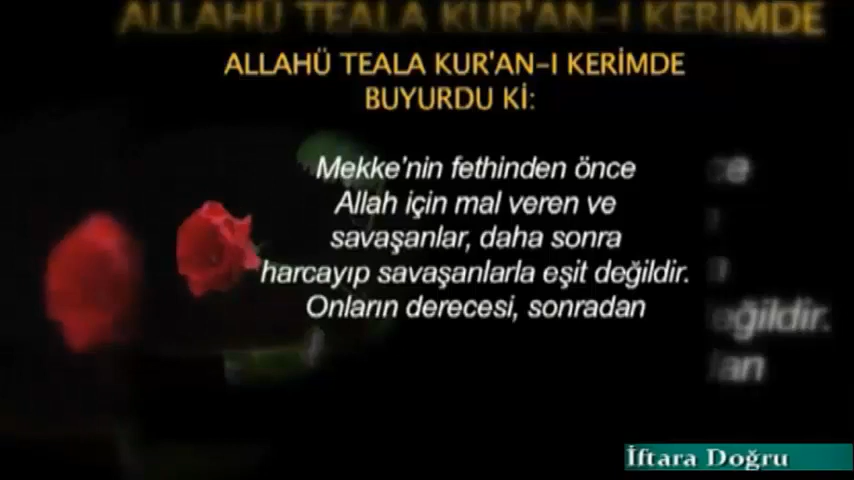 ALLAHÜ TEALA KUR'AN-I KERİMDE
ALLAHÜ TEALA KUR'AN-I KERİMDE
BUYURDU Kİ:
Mekke'nin fethinden önce
Allah için mal veren ve
savaşanlar, daha sonra
harcayıp savaşanlarla eşit değildir.
Onların derecesi, sonradan
İftara Doğru